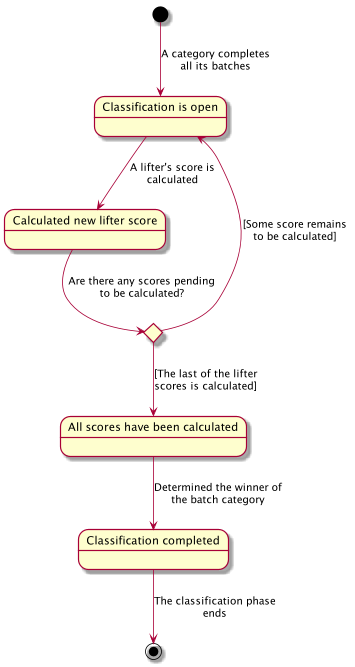 A category completes
all its batches
Classification is open
A lifter's score is
calculated
Calculated new lifter score
[Some score remains
to be calculated]
Are there any scores pending
to be calculated?
[The last of the lifter
scores is calculated]
All scores have been calculated
Determined the winner of
the batch category
Classification completed
The classification phase
ends